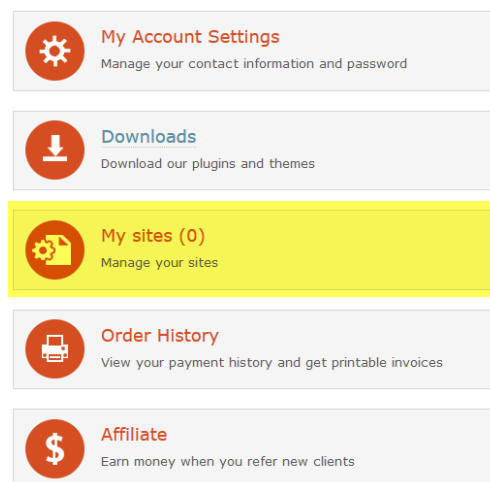 My Account Settings
Manage your contact information and password
Downloads
Download our plugins and themes
My sites (0)
Manage your sites
Order History
View your payment history and get printable invoices
$
Affiliate
Earn money when you refer new clients